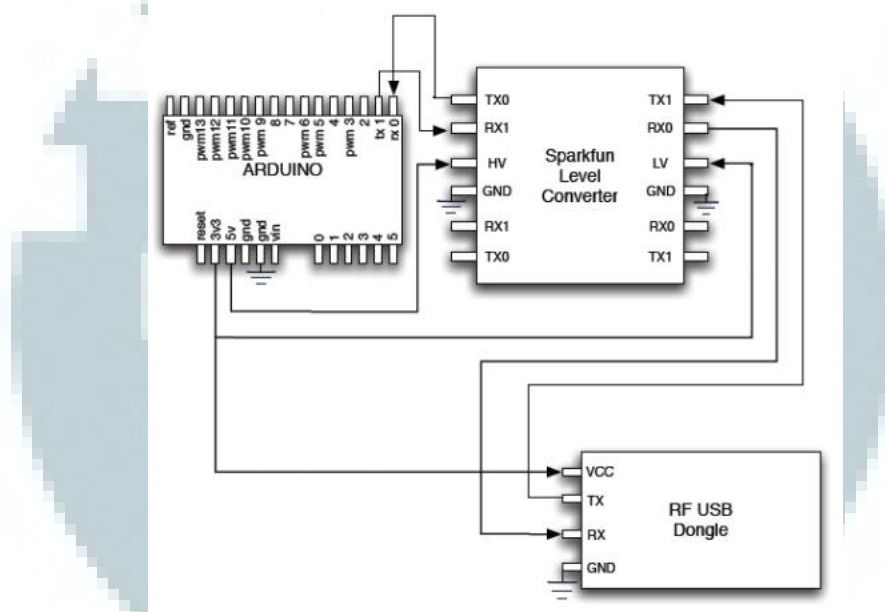 ref
gnd
pwm13
pwm12
pwm11
pwm10
pwm 9
8
7
pwm 6
pwm 5
4
pwm 3
2
tx 1
rx 0
ARDUINO
reset
3v3
5v
gnd
gnd
vin
0
1
2
3
4
5
TX0
RX1
HV
GND
RX1
TX0
Sparkfun
Level
Converter
TX1
RX0
LV
GND
RX0
TX1
VCC
TX
RX
GND
RF USB
Dongle